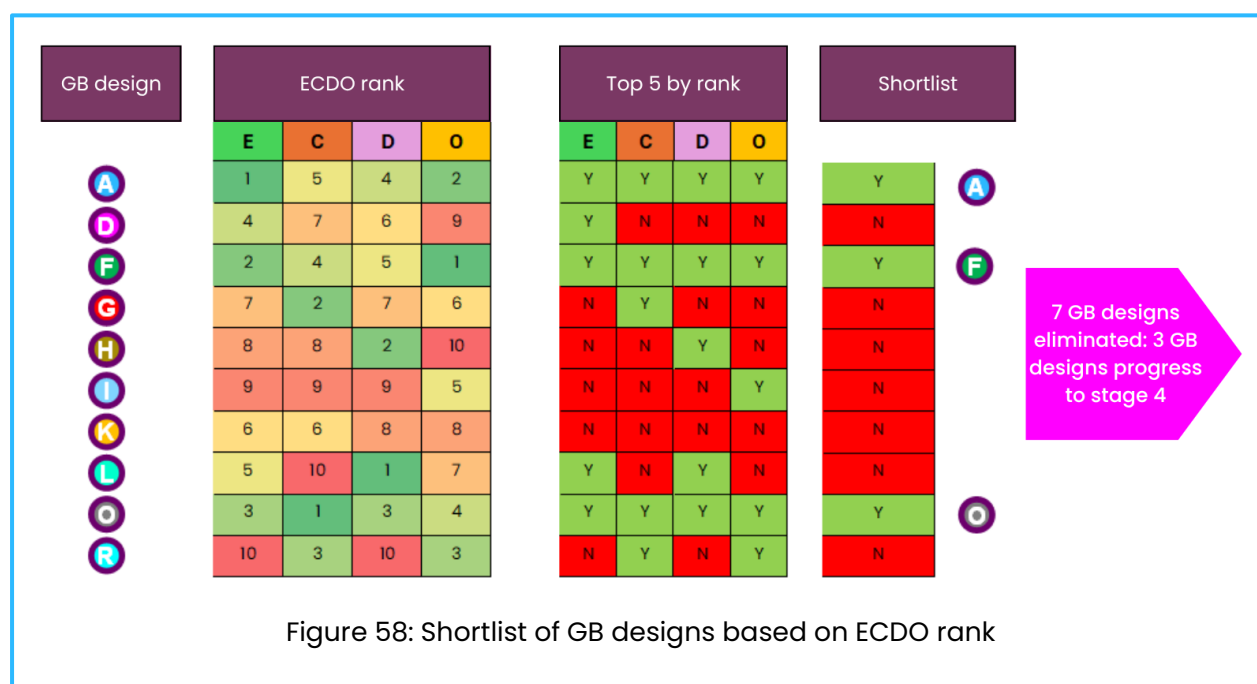 GB design ECDO rank Top 5 by rank Shortlist
E C D O E C D O
A 1 5 4 2 Y Y Y Y Y A
D 4 7 6 9 Y N N N N
F 2 4 5 1 Y Y Y Y Y F
G 7 2 7 6 N Y N N N
H 8 8 2 10 N N Y N N
I 9 9 9 5 N N N Y N
K 6 6 8 8 N N N N N
L 5 10 1 7 Y N Y N N
O 3 1 3 4 Y Y Y Y Y O
R 10 3 10 3 N Y N Y N
7 GB designs
eliminated: 3 GB
designs progress
to stage 4
Figure 58: Shortlist of GB designs based on ECDO rank